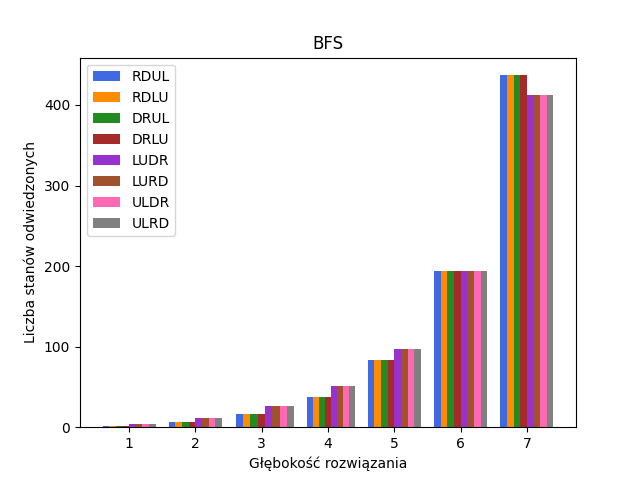 BFS
RDUL
RDLU
DRUL
DRLU
LUDR
LURD
ULDR
ULRD
Liczba stanów odwiedzonych
400
300
200
100
0
1 2 3 4 5 6 7
Głębokość rozwiązania